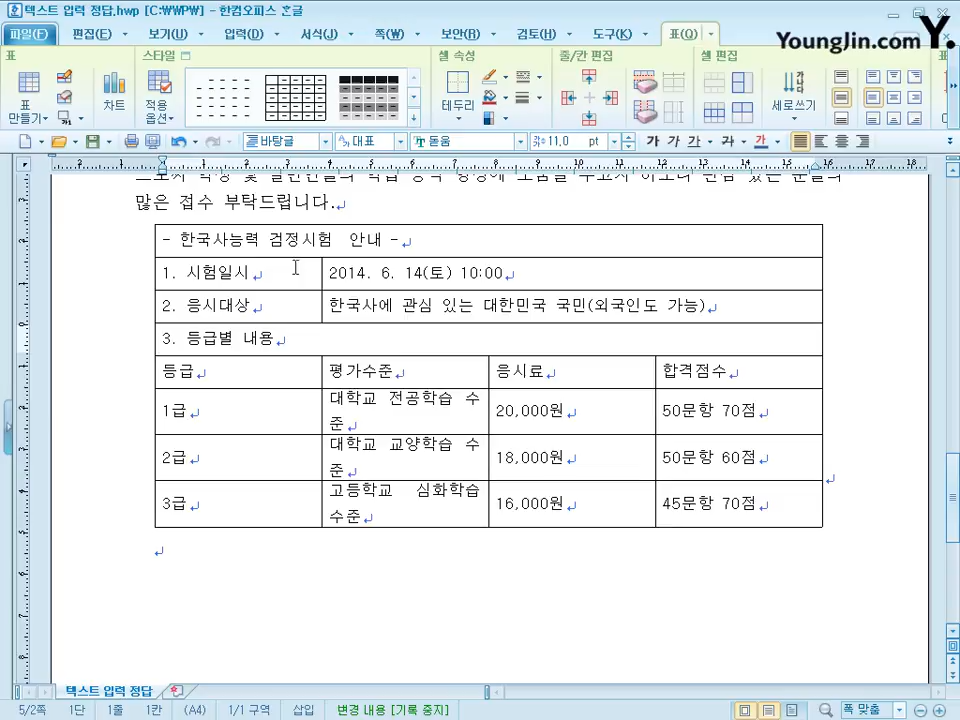 텍스트 입력 정답.hwp [C:\WP\] - 한컴오피스 한글
파일(F) 편집(E) 보기(U) 입력(D) 서식(J) 쪽(W) 보안(R) 검토(H) 도구(K) 표(Q)
YoungJin.com Y.
표 스타일 셀 속성 줄/칸 편집 셀 편집
표 만들기 차트 적용 옵션 테두리 세로쓰기
바탕글 대표 돋움 11.0 pt 가 가 가 가 가
많은 접수 부탁드립니다.
- 한국사능력 검정시험 안내 -
1. 시험일시 2014. 6. 14(토) 10:00
2. 응시대상 한국사에 관심 있는 대한민국 국민(외국인도 가능)
3. 등급별 내용
등급 평가수준 응시료 합격점수
1급 대학교 전공학습 수준 20,000원 50문항 70점
2급 대학교 교양학습 수준 18,000원 50문항 60점
3급 고등학교 심화학습 수준 16,000원 45문항 70점
텍스트 입력 정답
5/2쪽 1단 1줄 1칸 (A4) 1/1 구역 삽입 변경 내용 [기록 중지] 폭 맞춤